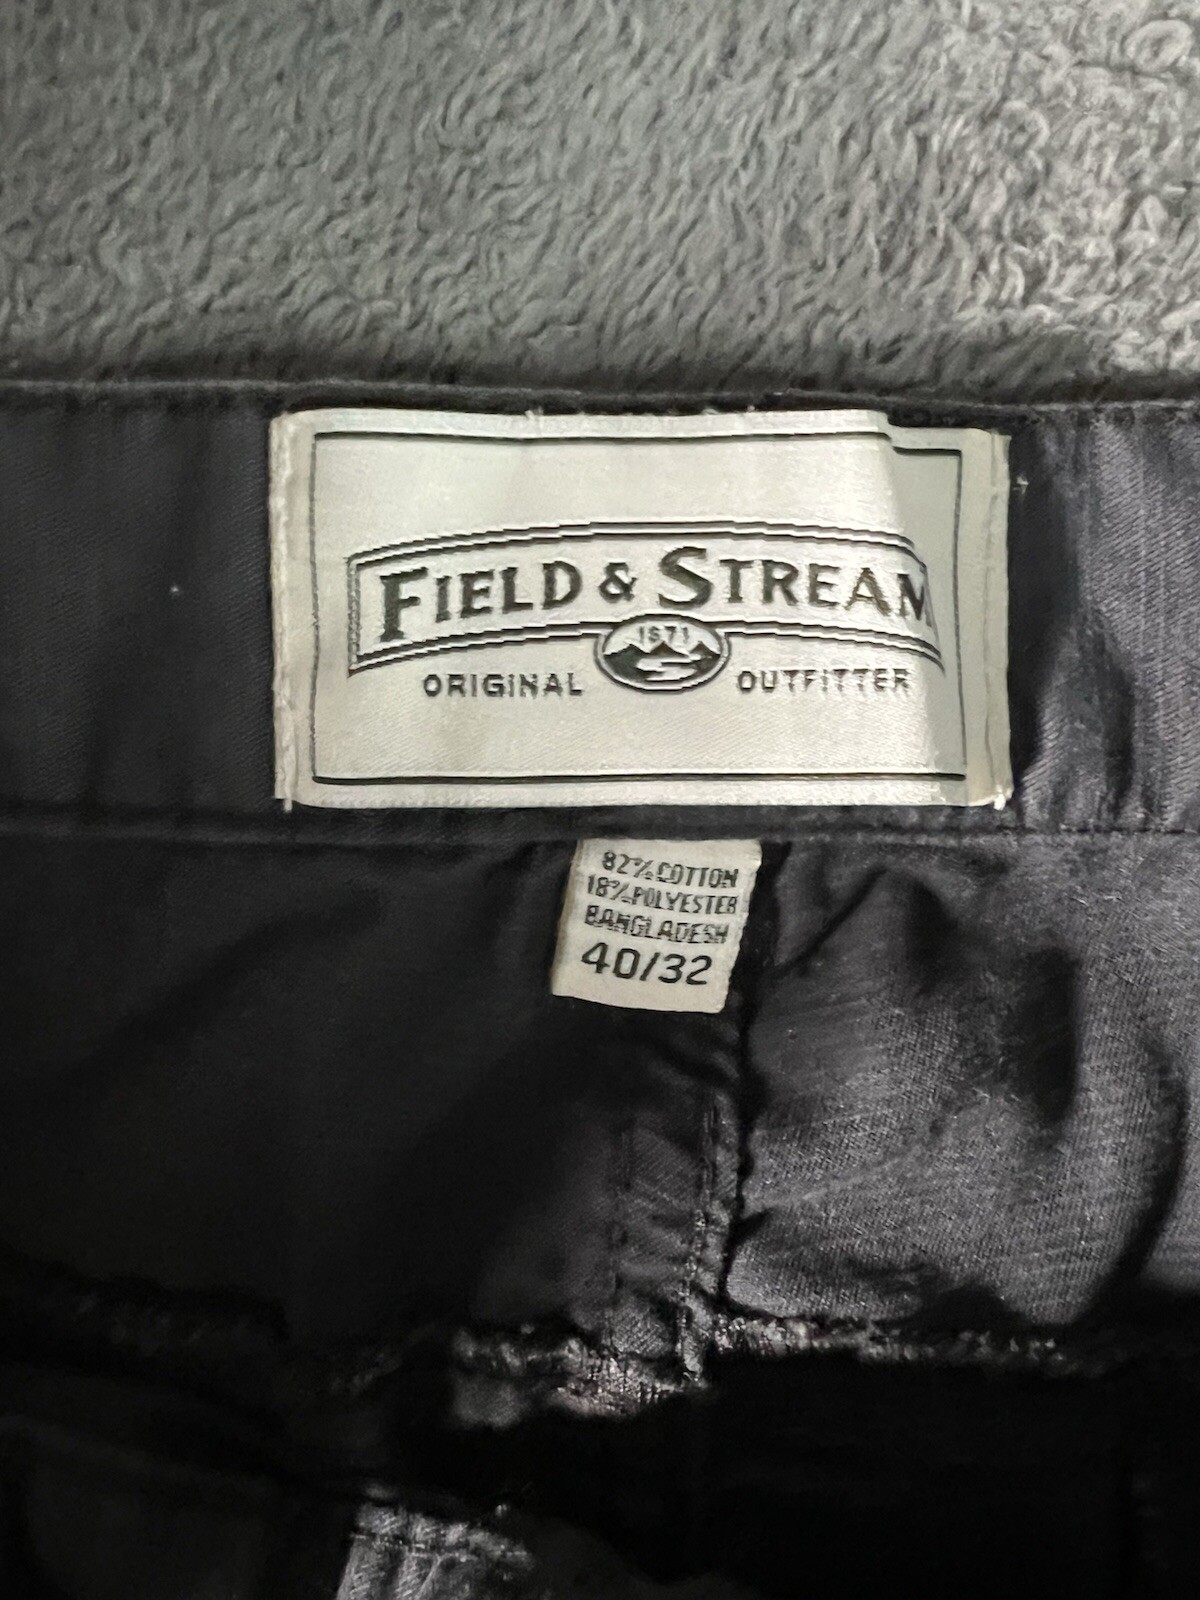 FIELD & STREAM
1871
ORIGINAL OUTFITTER
82% COTTON
18% POLYESTER
BANGLADESH
40/32